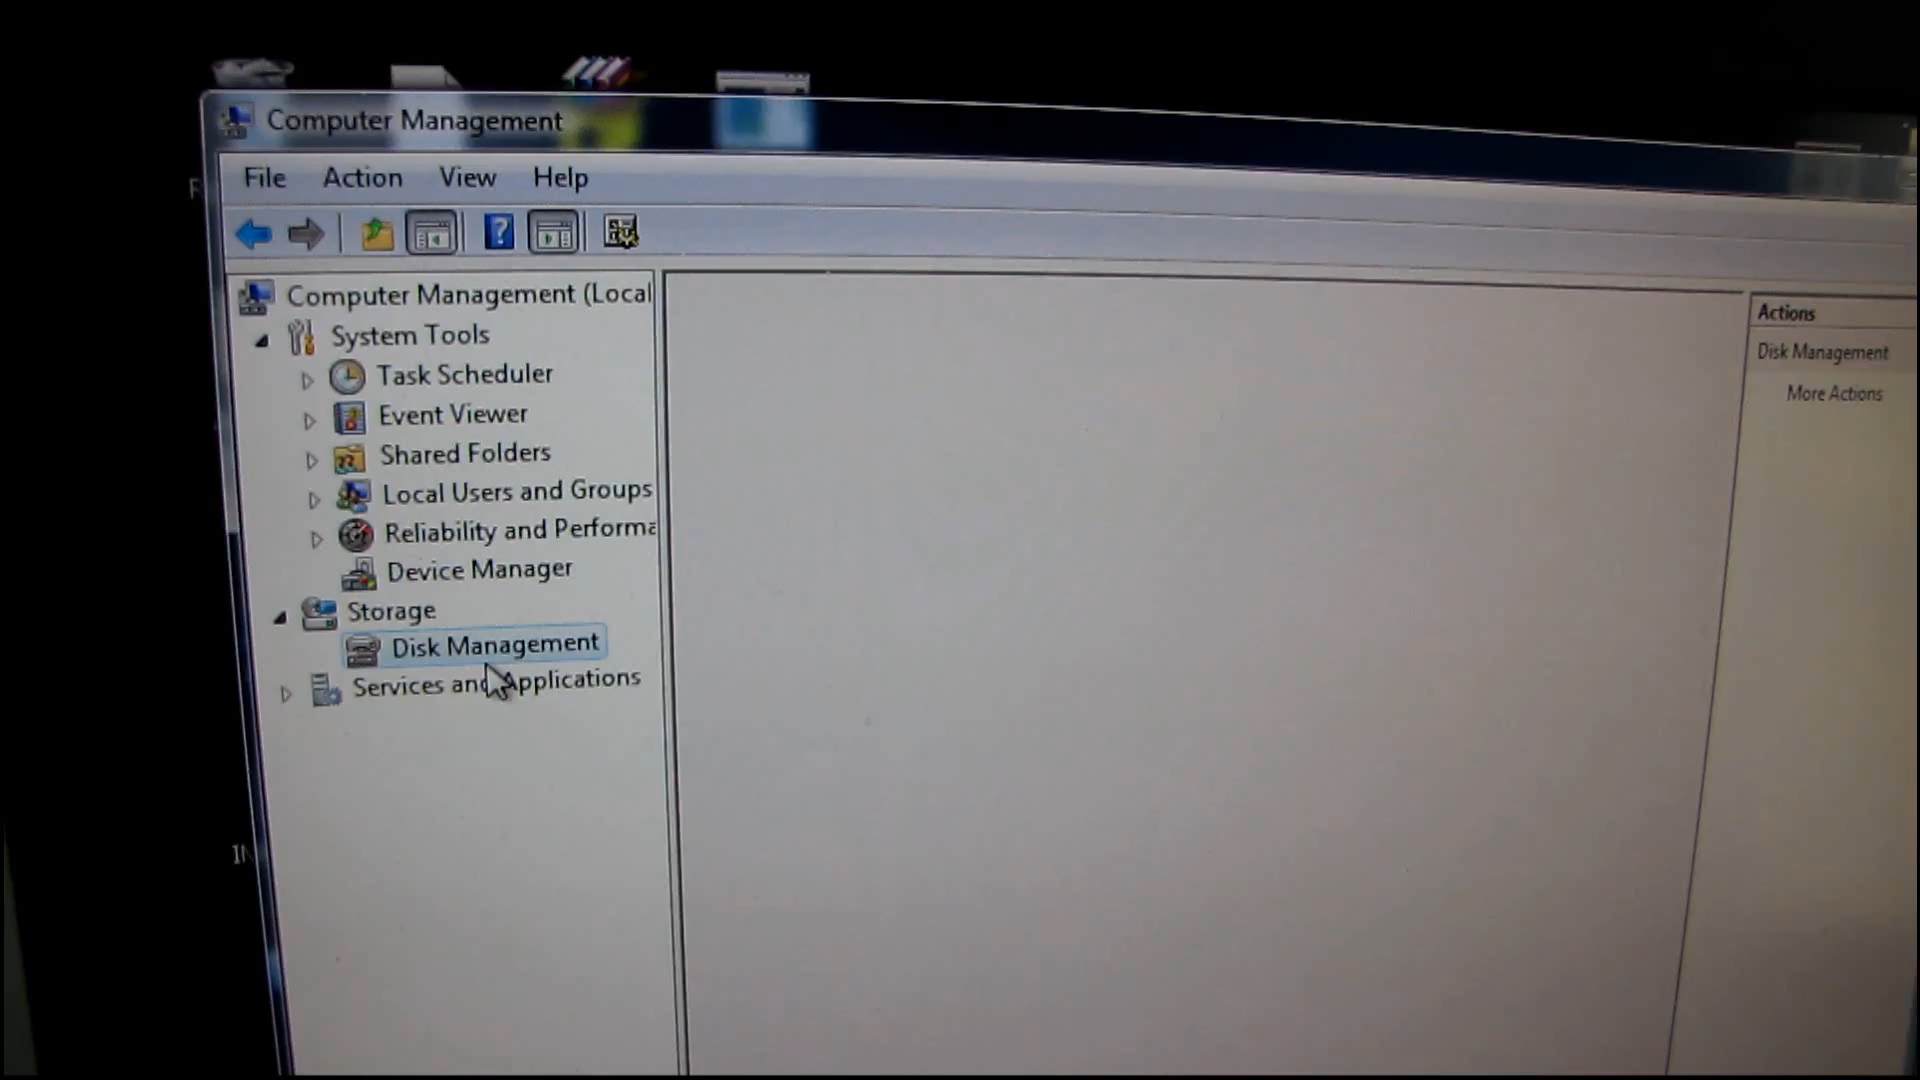 Computer Management
File Action View Help
Computer Management (Local
System Tools
Task Scheduler
Event Viewer
Shared Folders
Local Users and Groups
Reliability and Performa
Device Manager
Storage
Disk Management
Services and Applications
Actions
Disk Management
More Actions